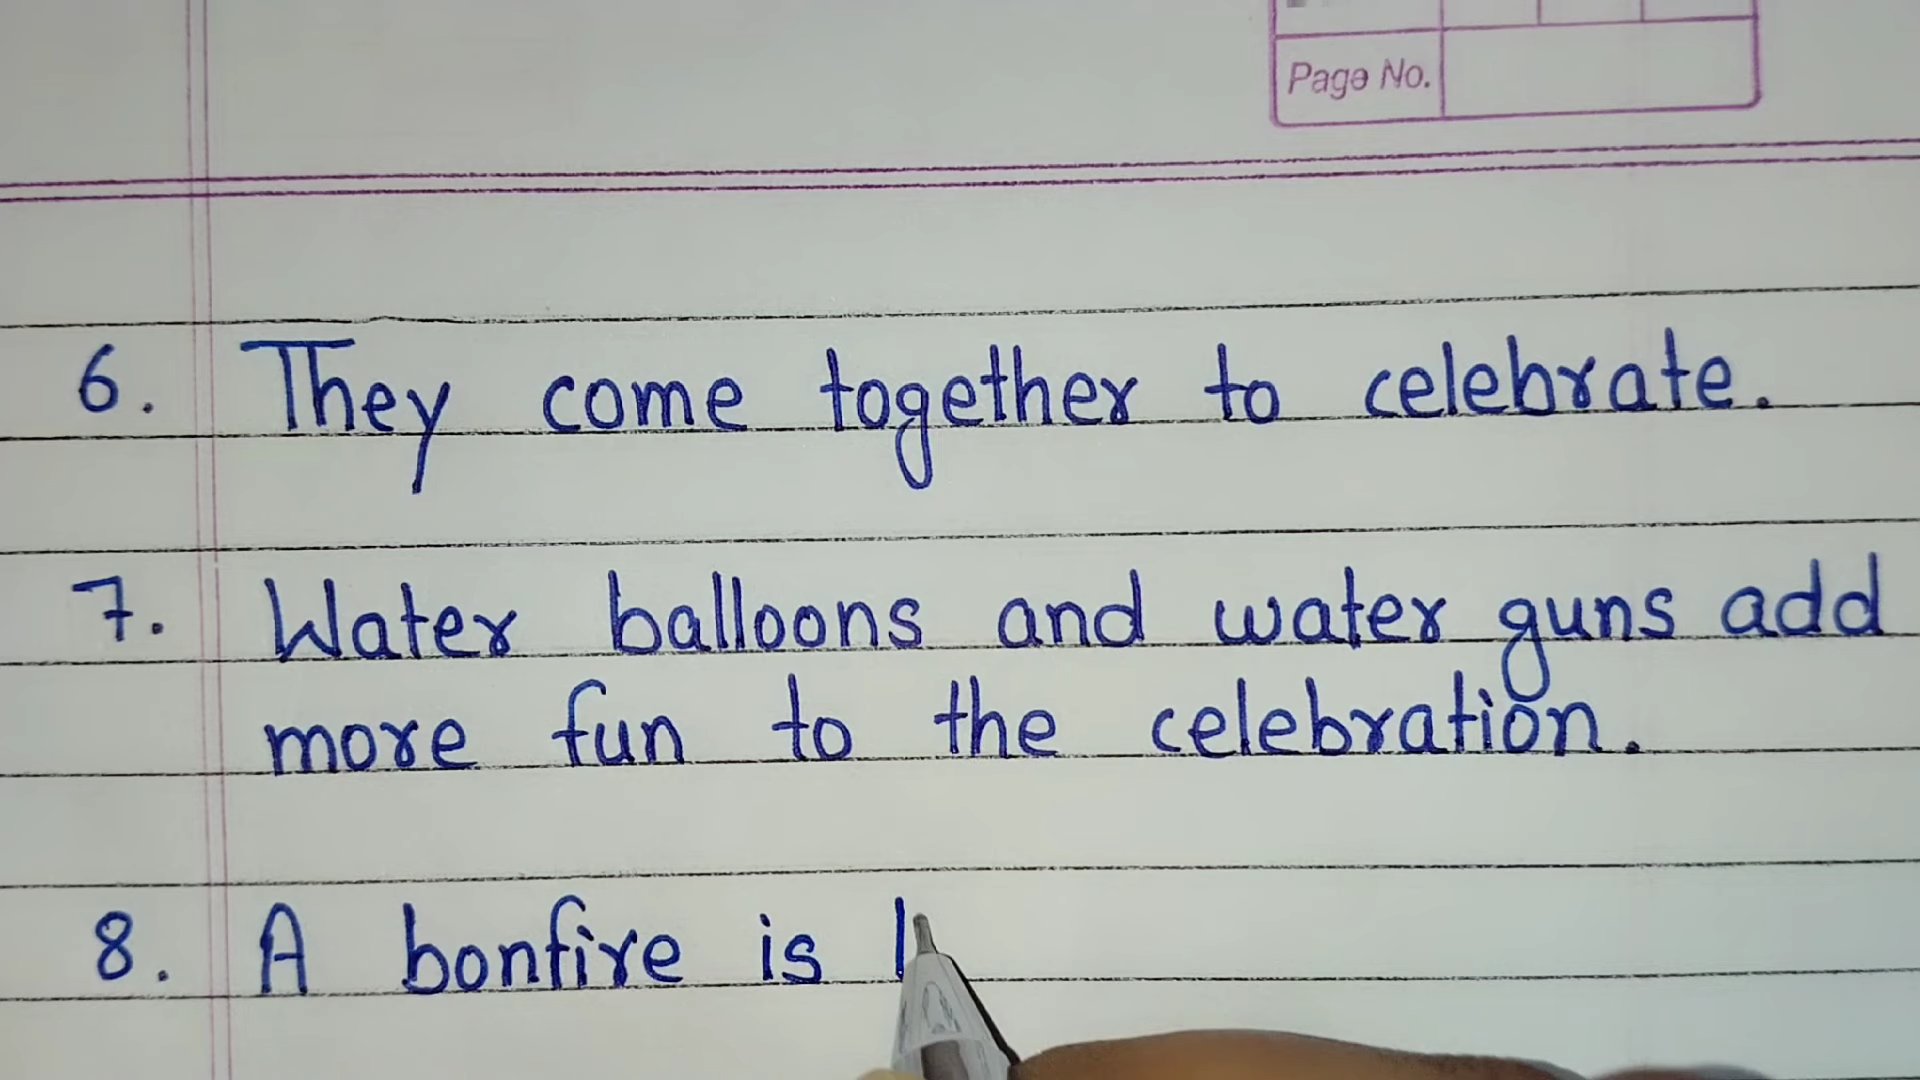 Page No.
6. They come together to celebrate.
7. Water balloons and water guns add
more fun to the celebration.
8. A bonfire is